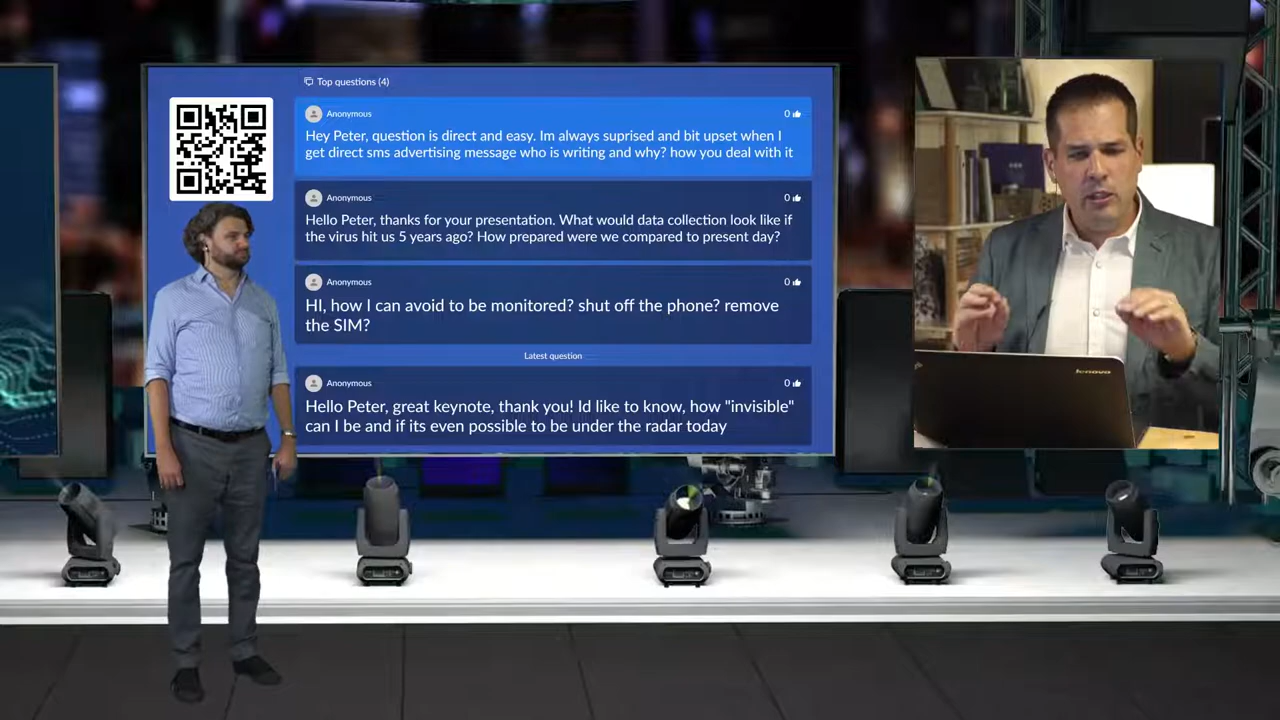 Top questions (4)
Anonymous
0
Hey Peter, question is direct and easy. Im always suprised and bit upset when I
get direct sms advertising message who is writing and why? how you deal with it
Anonymous
0
Hello Peter, thanks for your presentation. What would data collection look like if
the virus hit us 5 years ago? How prepared were we compared to present day?
Anonymous
0
HI, how I can avoid to be monitored? shut off the phone? remove
the SIM?
Latest question
Anonymous
0
Hello Peter, great keynote, thank you! Id like to know, how "invisible"
can I be and if its even possible to be under the radar today
lenovo